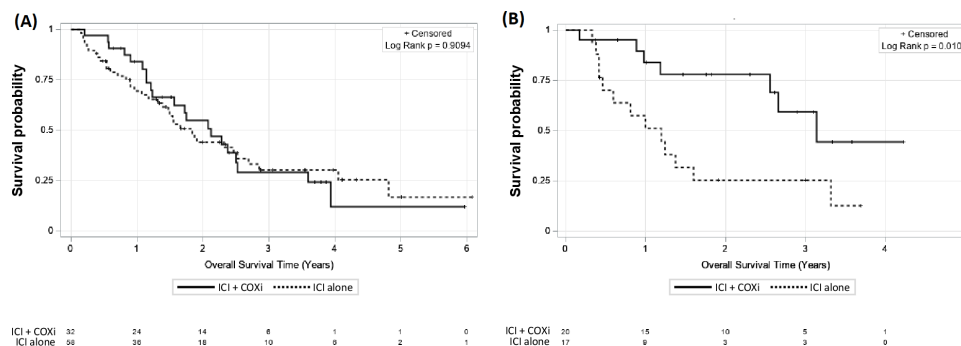 (A)
+ Censored
Log Rank p = 0.9094
Survival probability
1
0.75
0.5
0.25
0
0 1 2 3 4 5 6
Overall Survival Time (Years)
ICI + COXi ICI alone
ICI + COXi 32 24 14 6 1 1 0
ICI alone 58 36 18 10 6 2 1
(B)
+ Censored
Log Rank p = 0.010
Survival probability
1
0.75
0.5
0.25
0
0 1 2 3 4
Overall Survival Time (Years)
ICI + COXi ICI alone
ICI + COXi 20 15 10 5 1
ICI alone 17 9 3 3 0